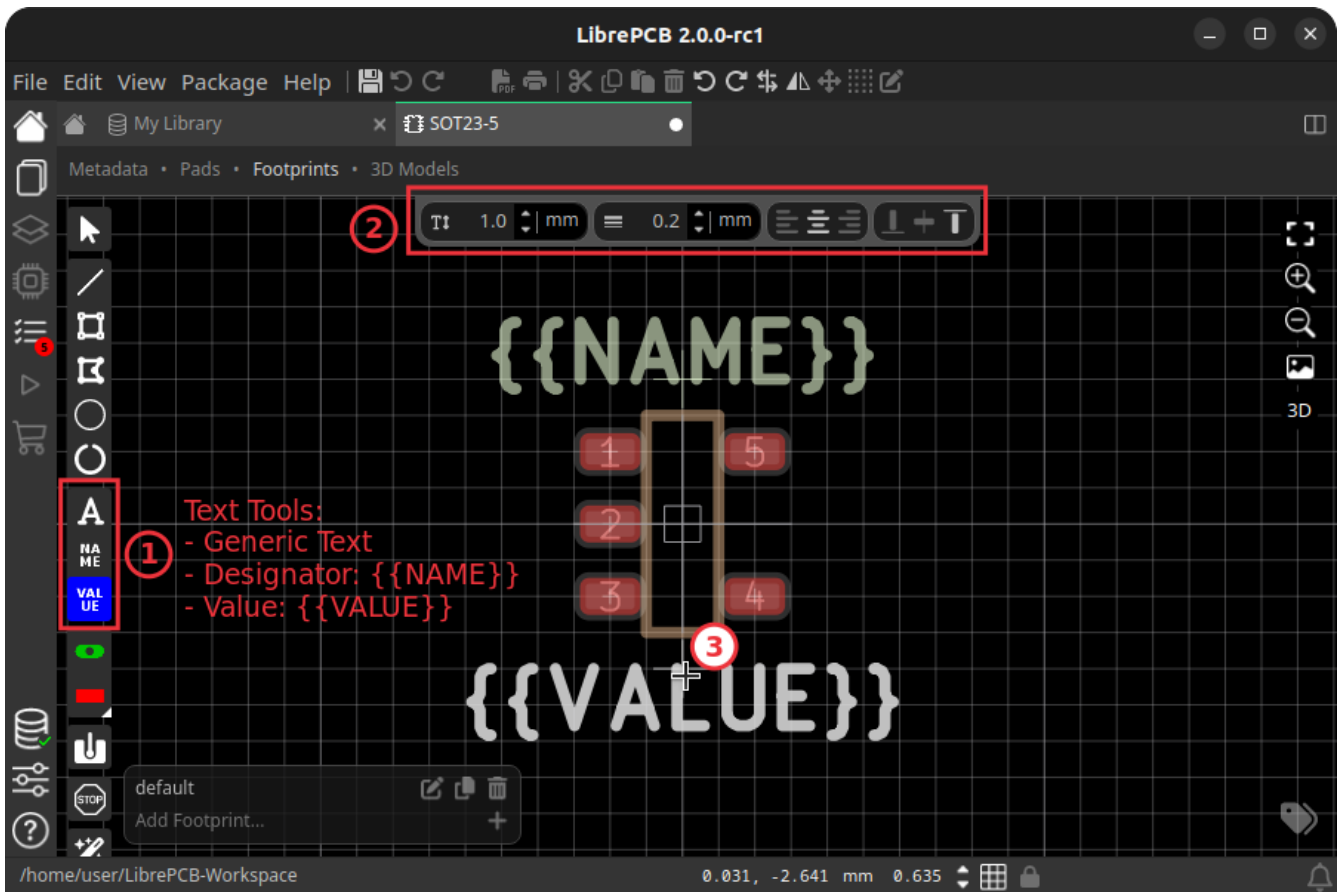 LibrePCB 2.0.0-rc1
File Edit View Package Help
PDF
My Library
SOT23-5
Metadata • Pads • Footprints • 3D Models
2
1.0 mm 0.2 mm
3D
5
{{NAME}}
1 5
2
3 4
A
NA
ME
VAL
UE
1
Text Tools:
- Generic Text
- Designator: {{NAME}}
- Value: {{VALUE}}
3
{{VALUE}}
STOP
default
Add Footprint...
/home/user/LibrePCB-Workspace
0.031, -2.641 mm 0.635